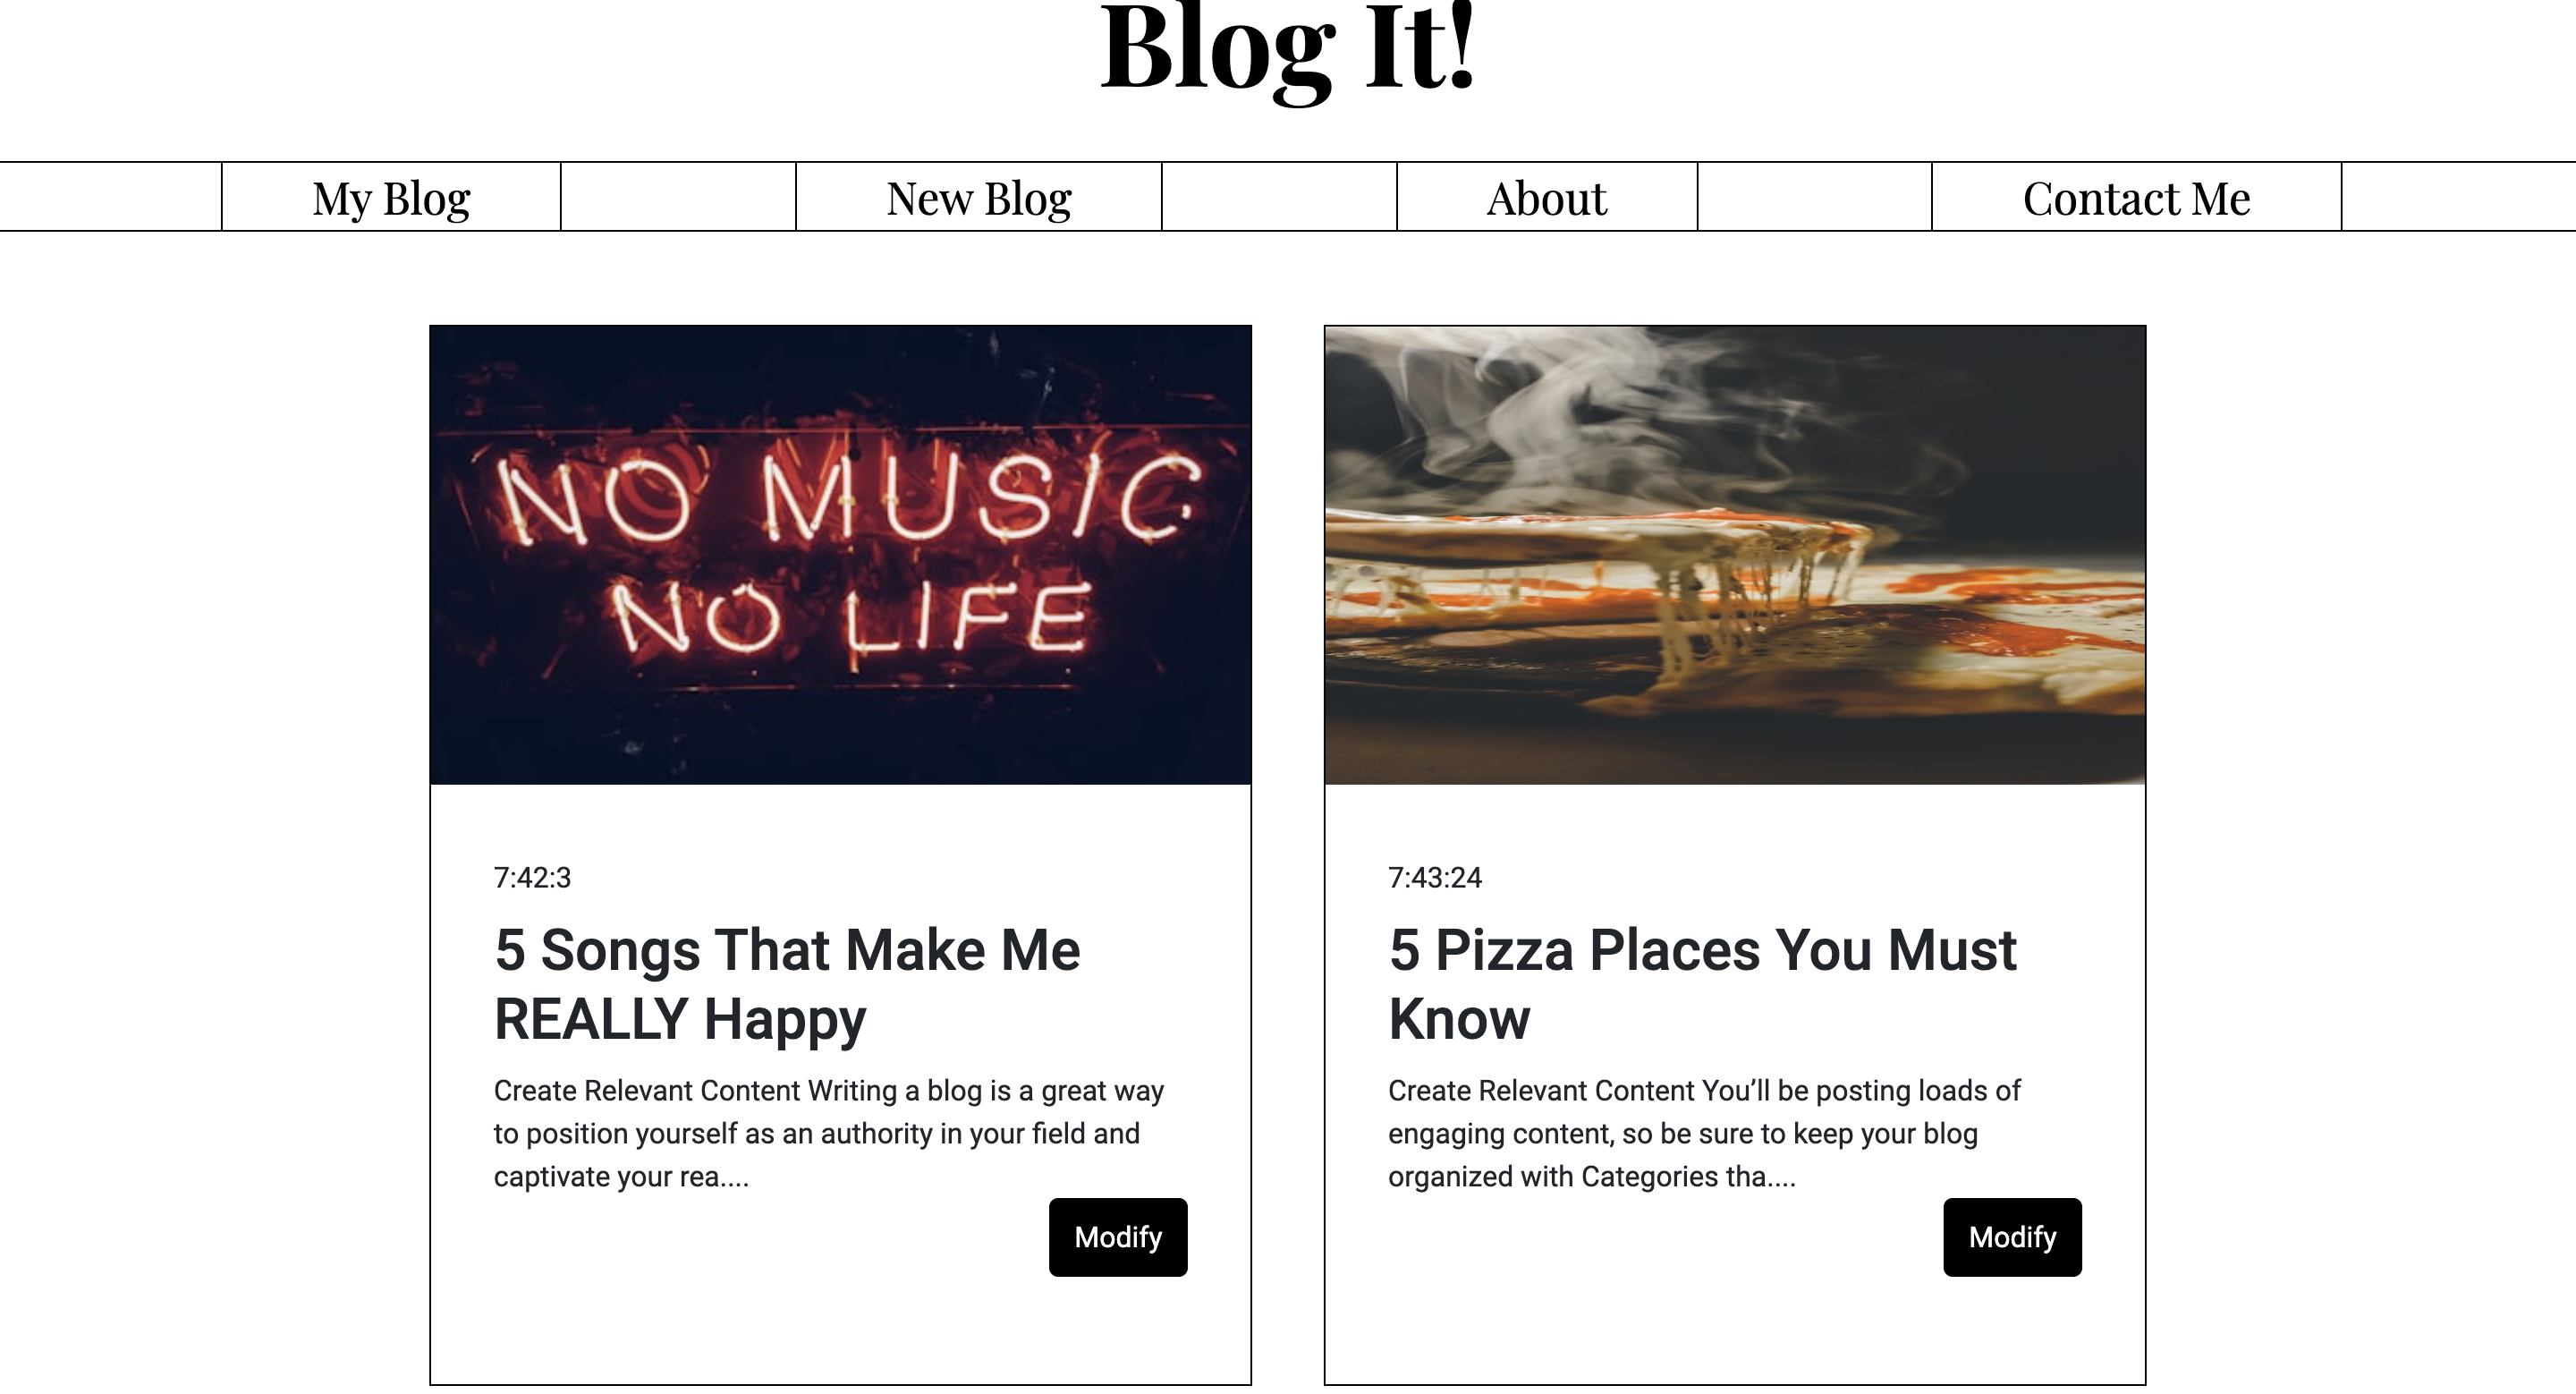 Blog It!
My Blog New Blog About Contact Me
NO MUSIC
NO LIFE
7:42:3
5 Songs That Make Me
REALLY Happy
Create Relevant Content Writing a blog is a great way
to position yourself as an authority in your field and
captivate your rea....
Modify
7:43:24
5 Pizza Places You Must
Know
Create Relevant Content You’ll be posting loads of
engaging content, so be sure to keep your blog
organized with Categories tha....
Modify